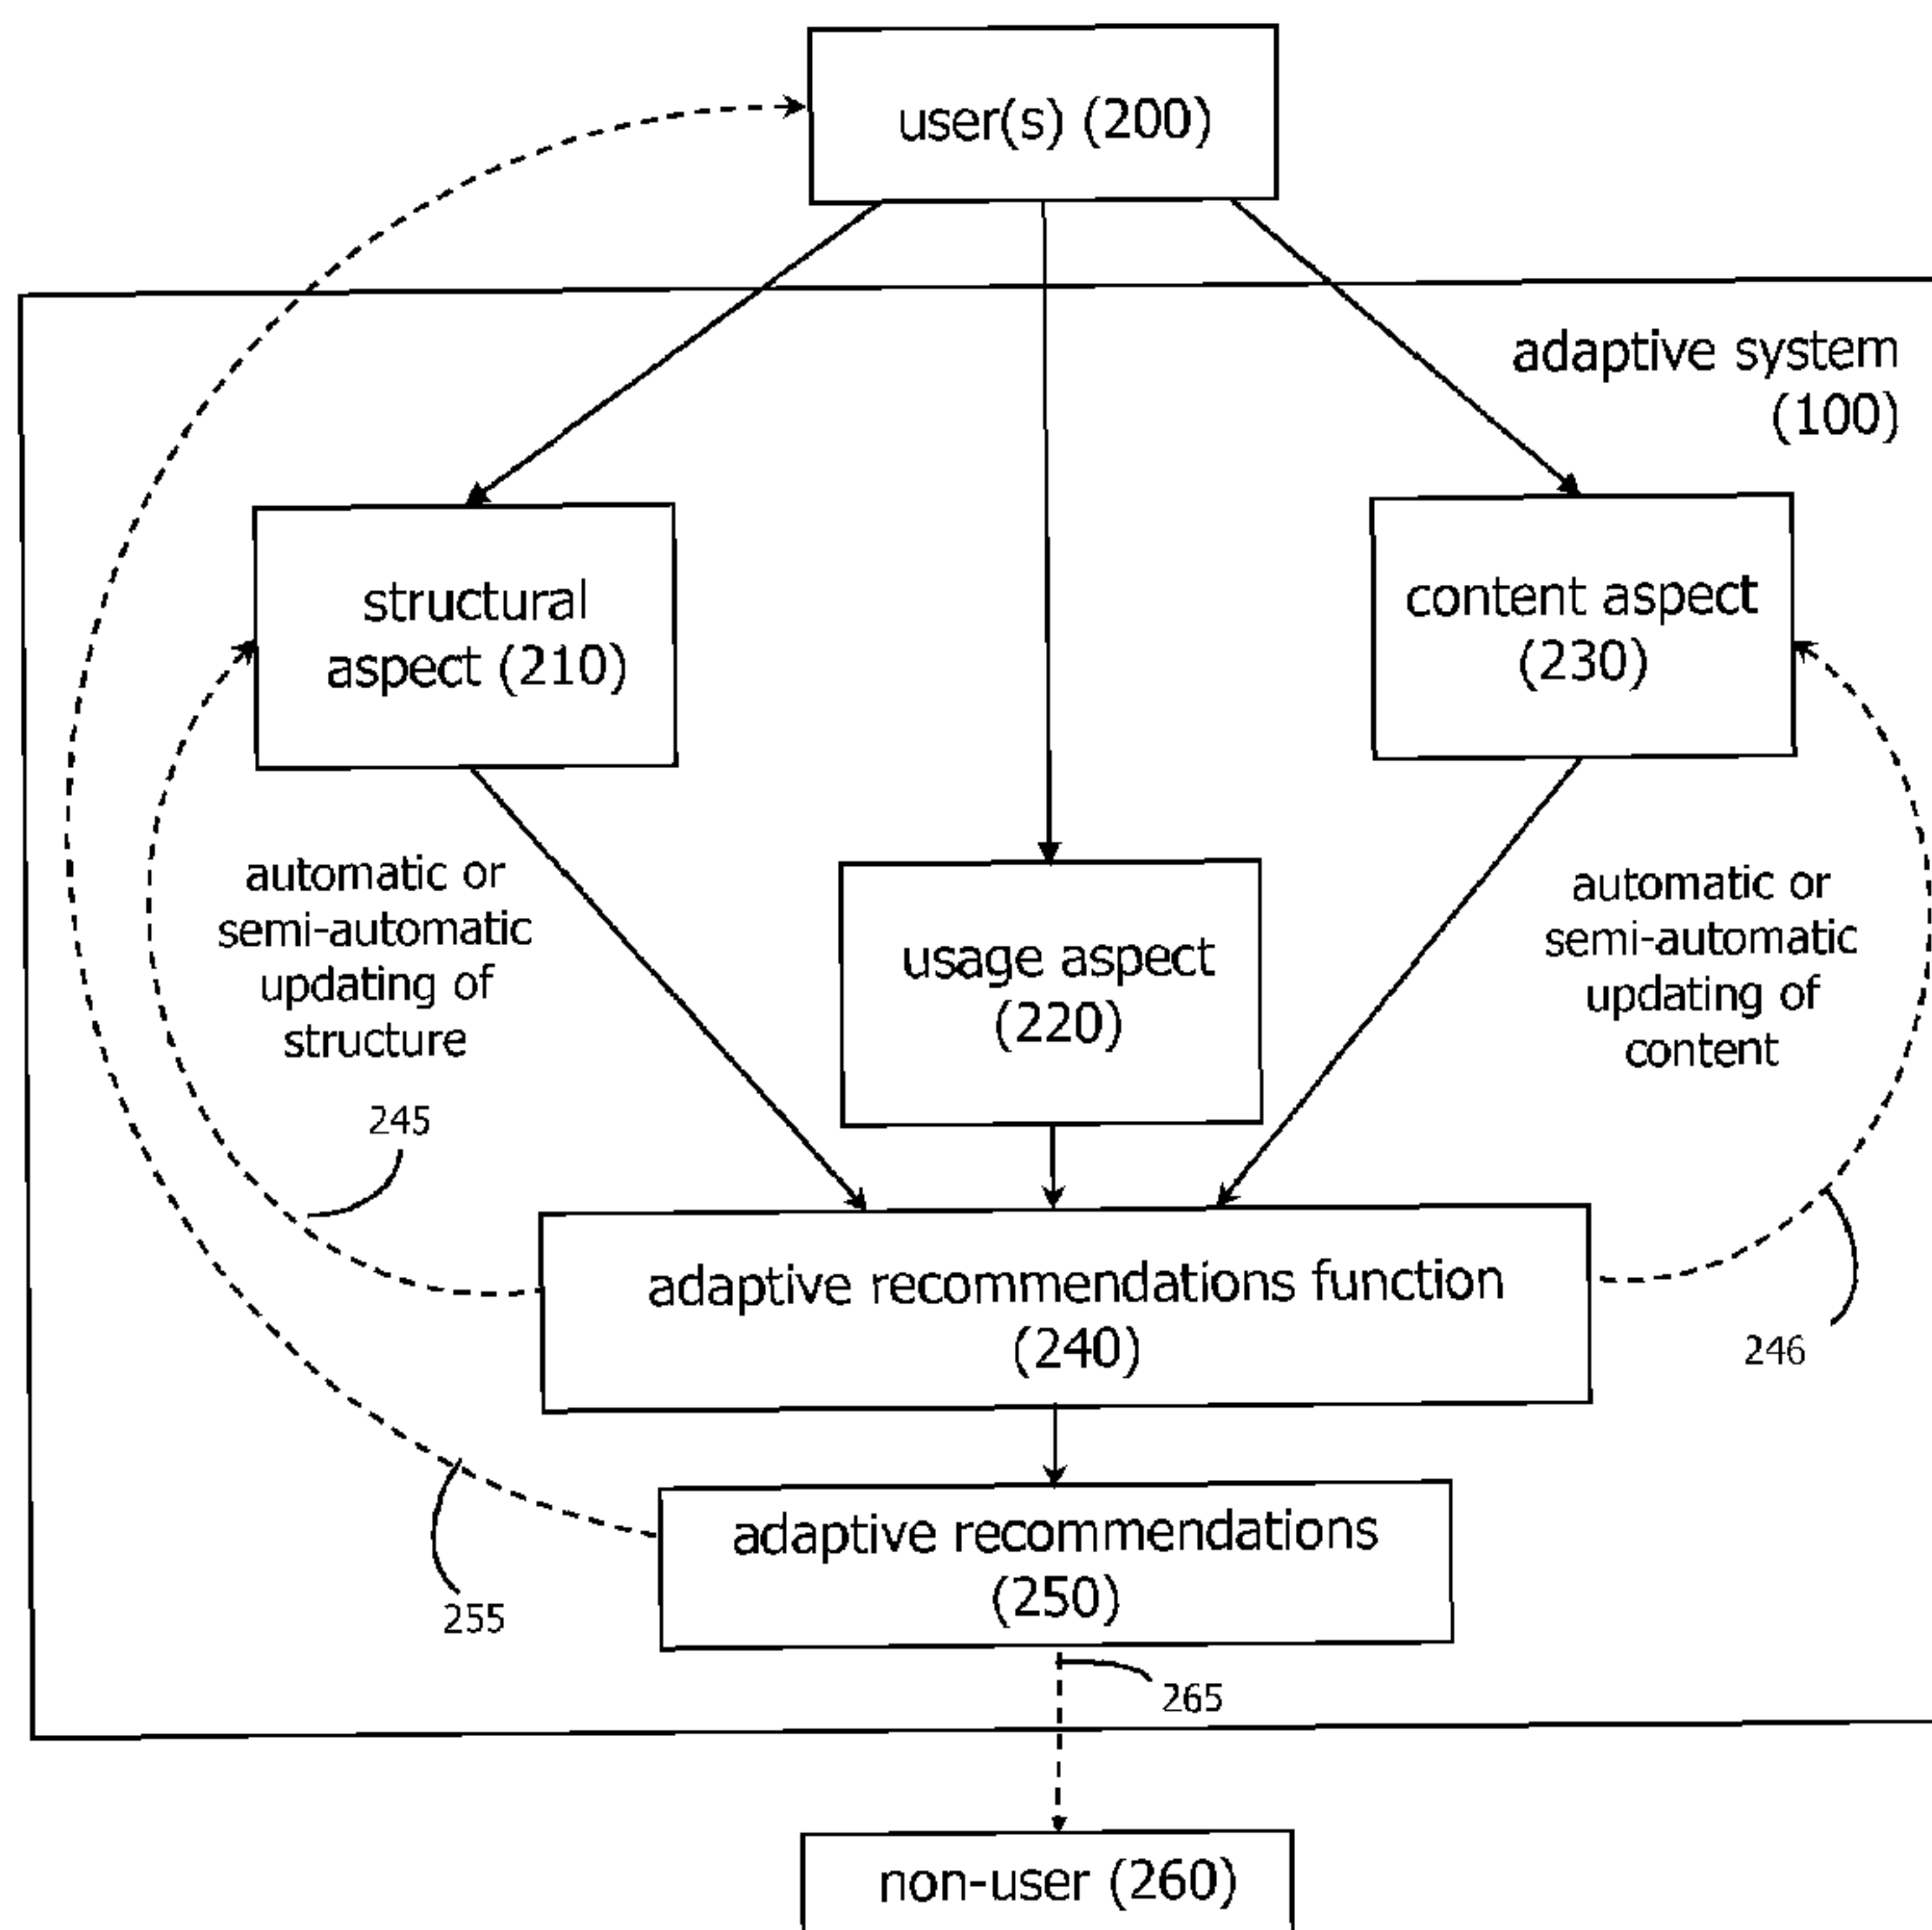 user(s) (200)
adaptive system
(100)
structural
aspect (210)
content aspect
(230)
automatic or
semi-automatic
updating of
structure
usage aspect
(220)
automatic or
semi-automatic
updating of
content
245
adaptive recommendations function
(240)
246
adaptive recommendations
(250)
255
265
non-user (260)